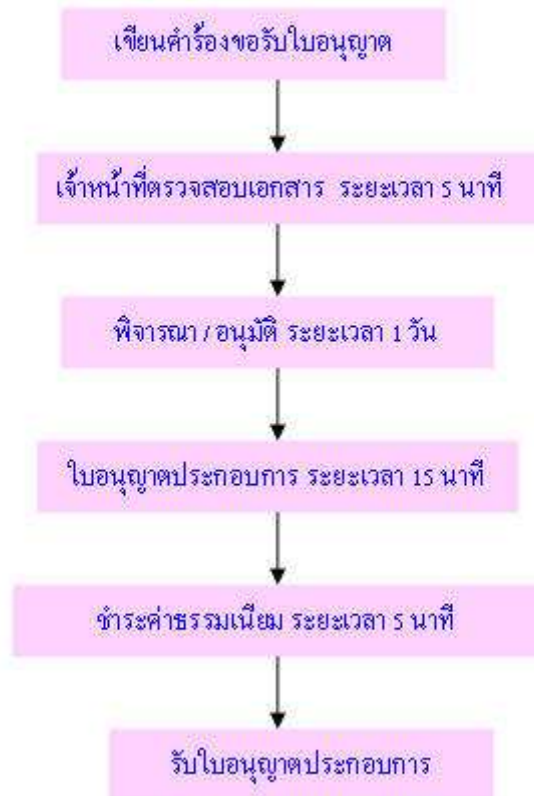 เขียนคำร้องขอรับใบอนุญาต
เจ้าหน้าที่ตรวจสอบเอกสาร ระยะเวลา 5 นาที
พิจารณา / อนุมัติ ระยะเวลา 1 วัน
ใบอนุญาตประกอบการ ระยะเวลา 15 นาที
ชำระค่าธรรมเนียม ระยะเวลา 5 นาที
รับใบอนุญาตประกอบการ